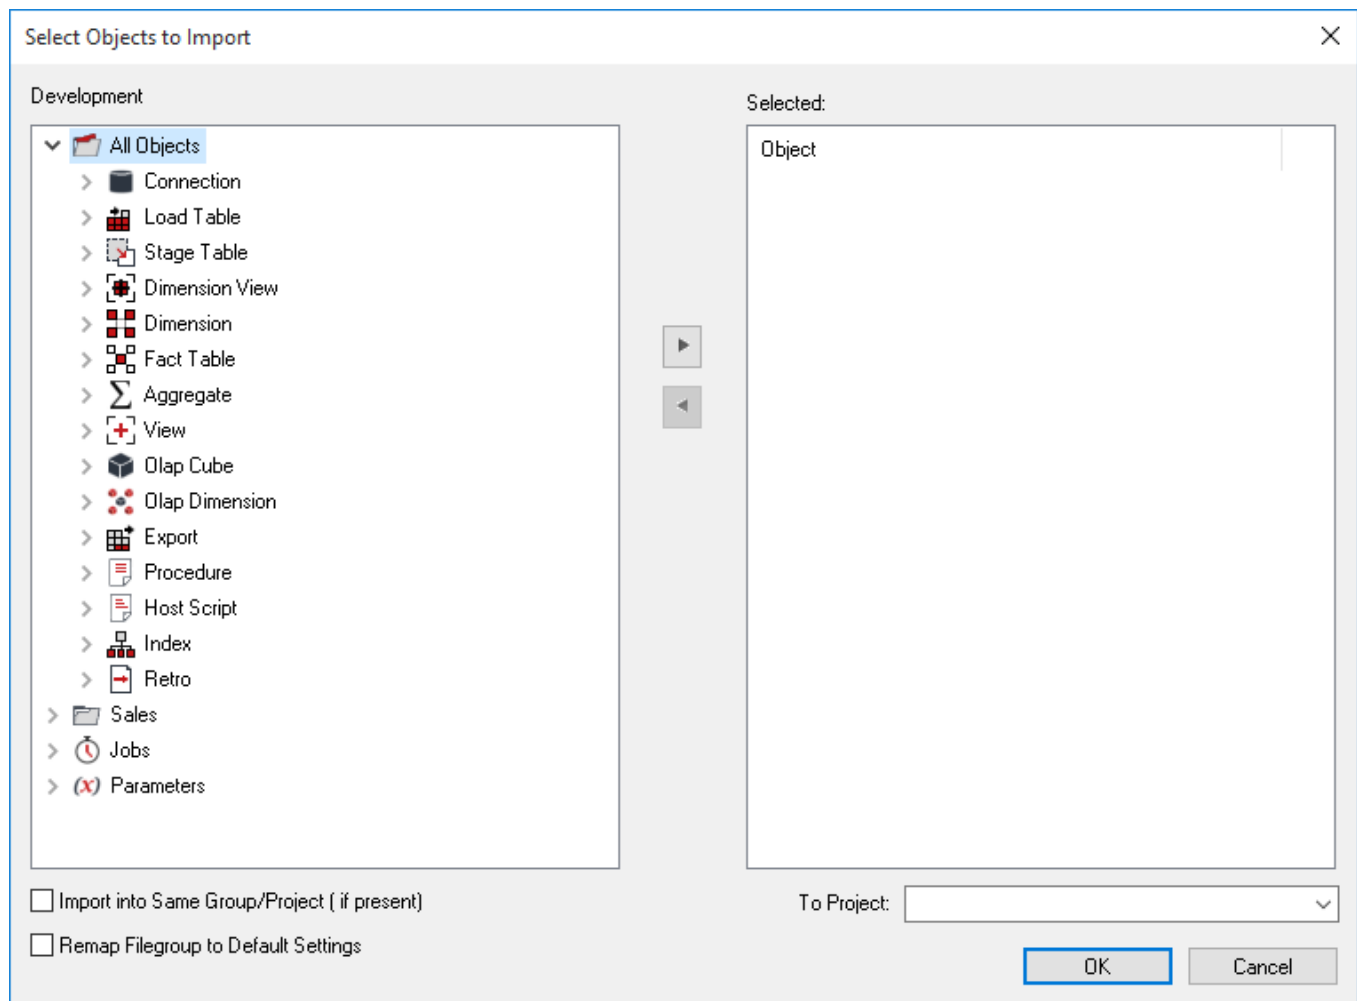 Select Objects to Import
Development
All Objects
Connection
Load Table
Stage Table
Dimension View
Dimension
Fact Table
Aggregate
View
Olap Cube
Olap Dimension
Export
Procedure
Host Script
Index
Retro
Sales
Jobs
(x) Parameters
Import into Same Group/Project ( if present)
Remap Filegroup to Default Settings
Selected:
Object
To Project:
OK
Cancel